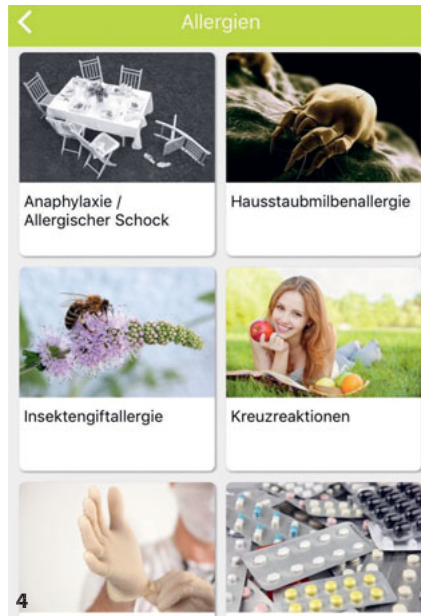 Allergien
Anaphylaxie /
Allergischer Schock
Hausstaubmilbenallergie
Insektengiftallergie
Kreuzreaktionen
4